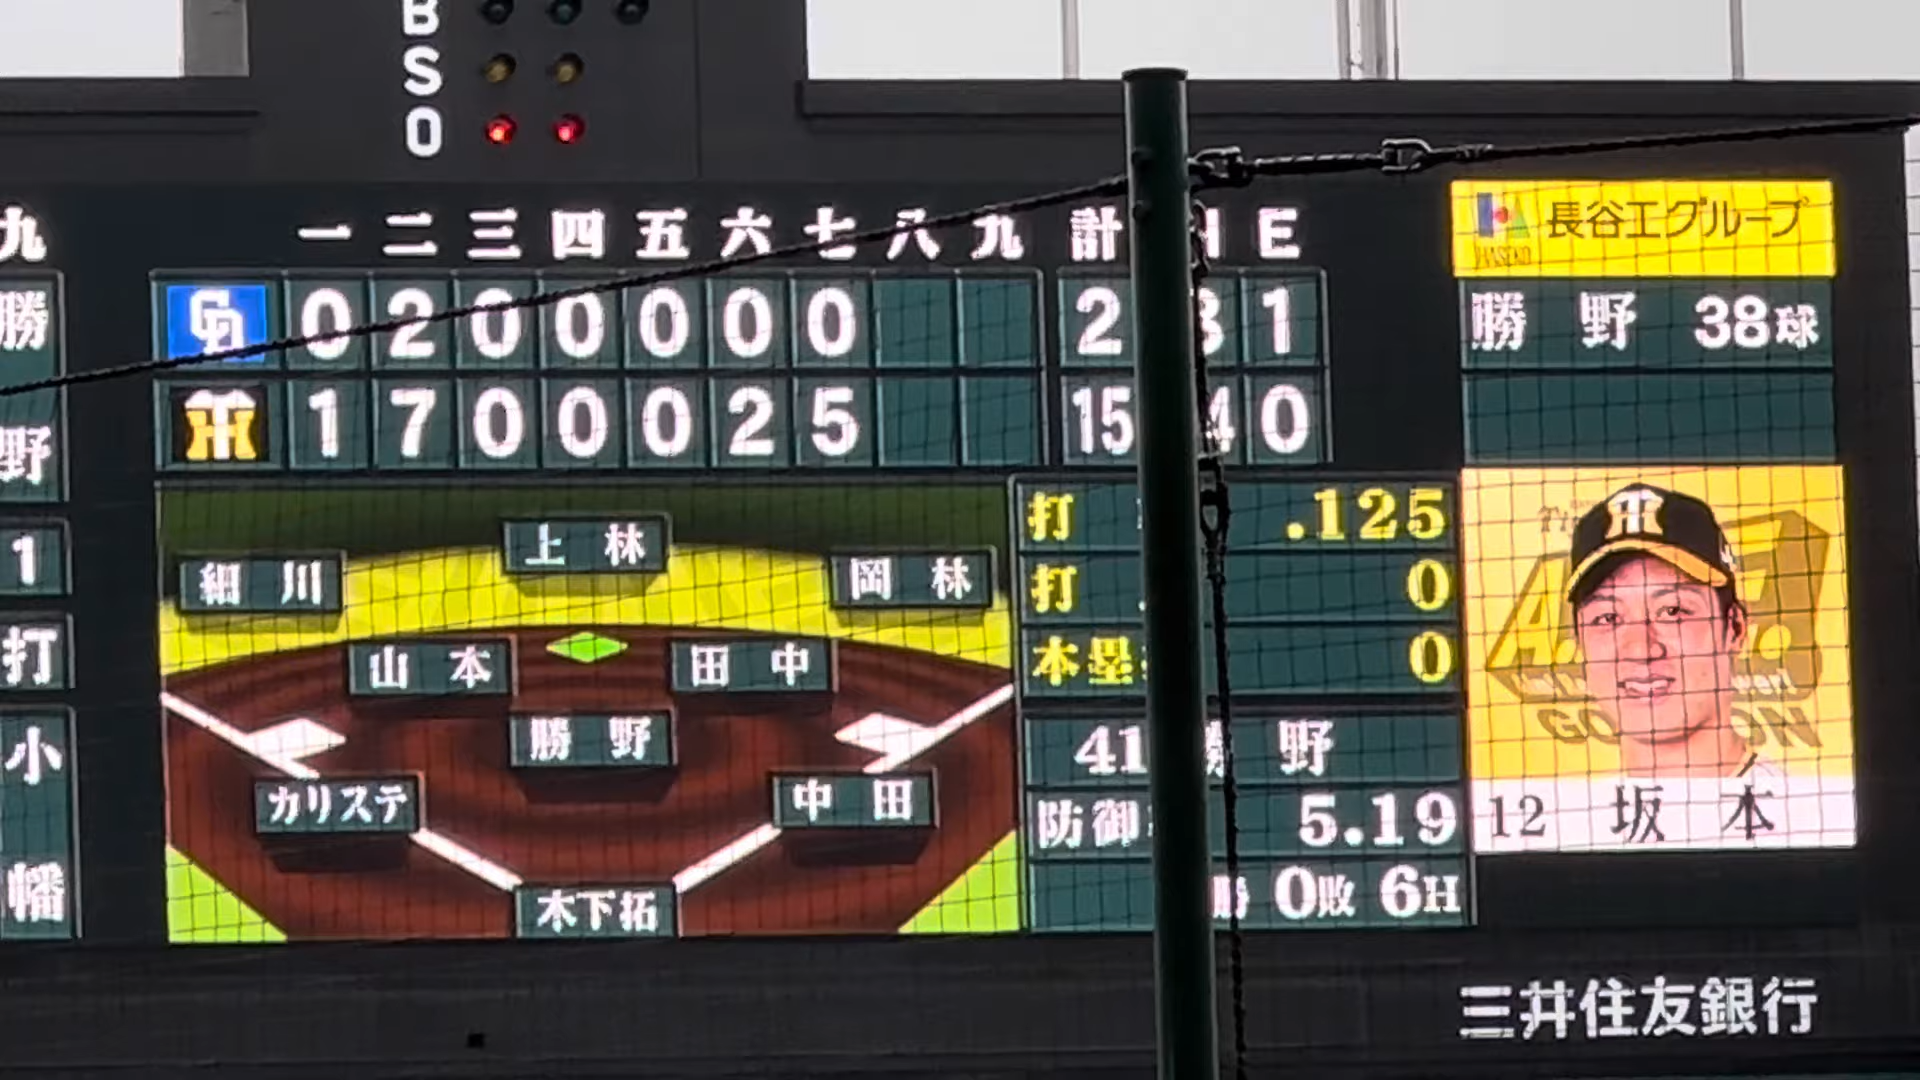 B
S
O
九
一 二 三 四 五 六 七 八 九 計 E
勝
CD 0 2 0 0 0 0 0 2 1
長谷工グループ
HASEKO
勝 野 38球
野
HT 1 7 0 0 0 2 5 15 0
打 .125
打 0
本塁 0
1
打
小
幡
細 川
上 林
岡 林
山 本
田 中
勝 野
カリステ
中 田
木下拓
41 野
防御 5.19
0敗 6H
12 坂 本
三井住友銀行